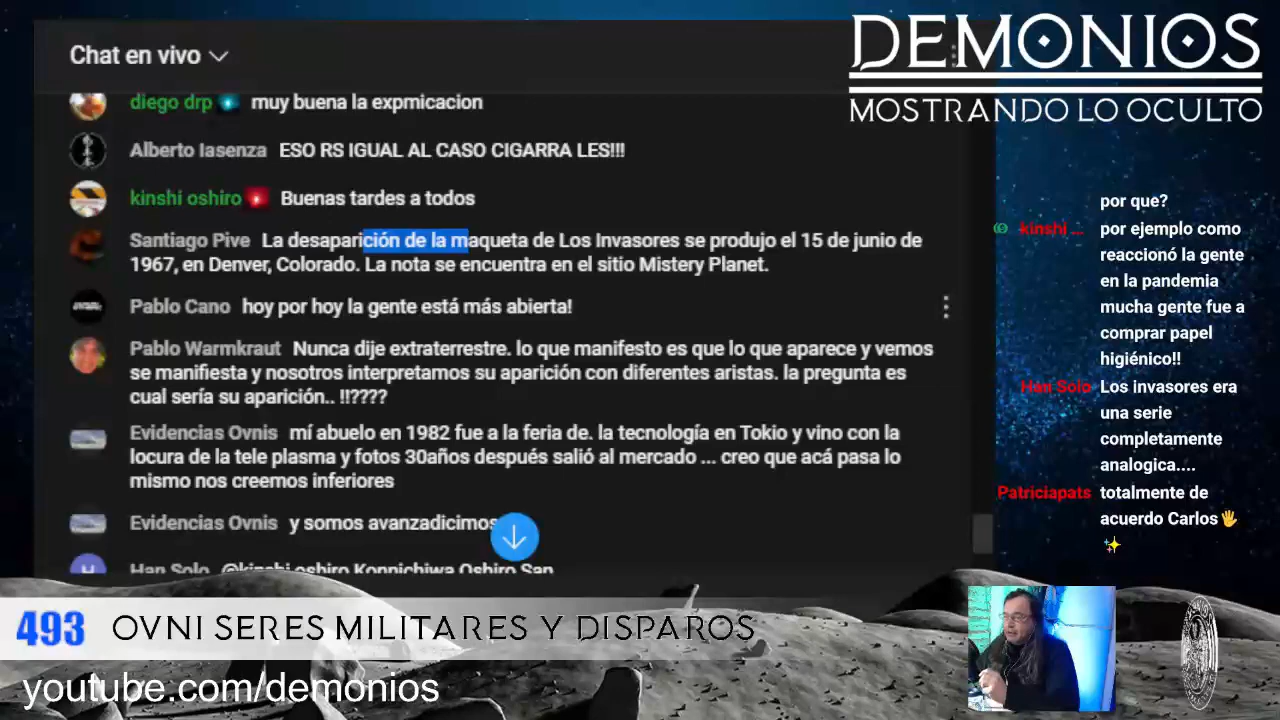 Chat en vivo
diego drp muy buena la expmicacion
Alberto Iasenza ESO RS IGUAL AL CASO CIGARRA LES!!!
kinshi oshiro Buenas tardes a todos
Santiago Pive La desaparición de la maqueta de Los Invasores se produjo el 15 de junio de
1967, en Denver, Colorado. La nota se encuentra en el sitio Mistery Planet.
Pablo Cano hoy por hoy la gente está más abierta!
Pablo Warmkraut Nunca dije extraterrestre. lo que manifesto es que lo que aparece y vemos
se manifiesta y nosotros interpretamos su aparición con diferentes aristas. la pregunta es
cual sería su aparición.. !!????
Evidencias Ovnis mí abuelo en 1982 fue a la feria de. la tecnología en Tokio y vino con la
locura de la tele plasma y fotos 30años después salió al mercado ... creo que acá pasa lo
mismo nos creemos inferiores
Evidencias Ovnis y somos avanzadicimos
H Han Solo @kinshi oshiro Konnichiwa Oshiro San
DEMONIOS
MOSTRANDO LO OCULTO
por que?
kinshi ... por ejemplo como
reaccionó la gente
en la pandemia
mucha gente fue a
comprar papel
higiénico!!
Han Solo Los invasores era
una serie
completamente
analogica....
Patriciapats totalmente de
acuerdo Carlos🖐
✨
493 OVNI SERES MILITARES Y DISPAROS
youtube.com/demonios